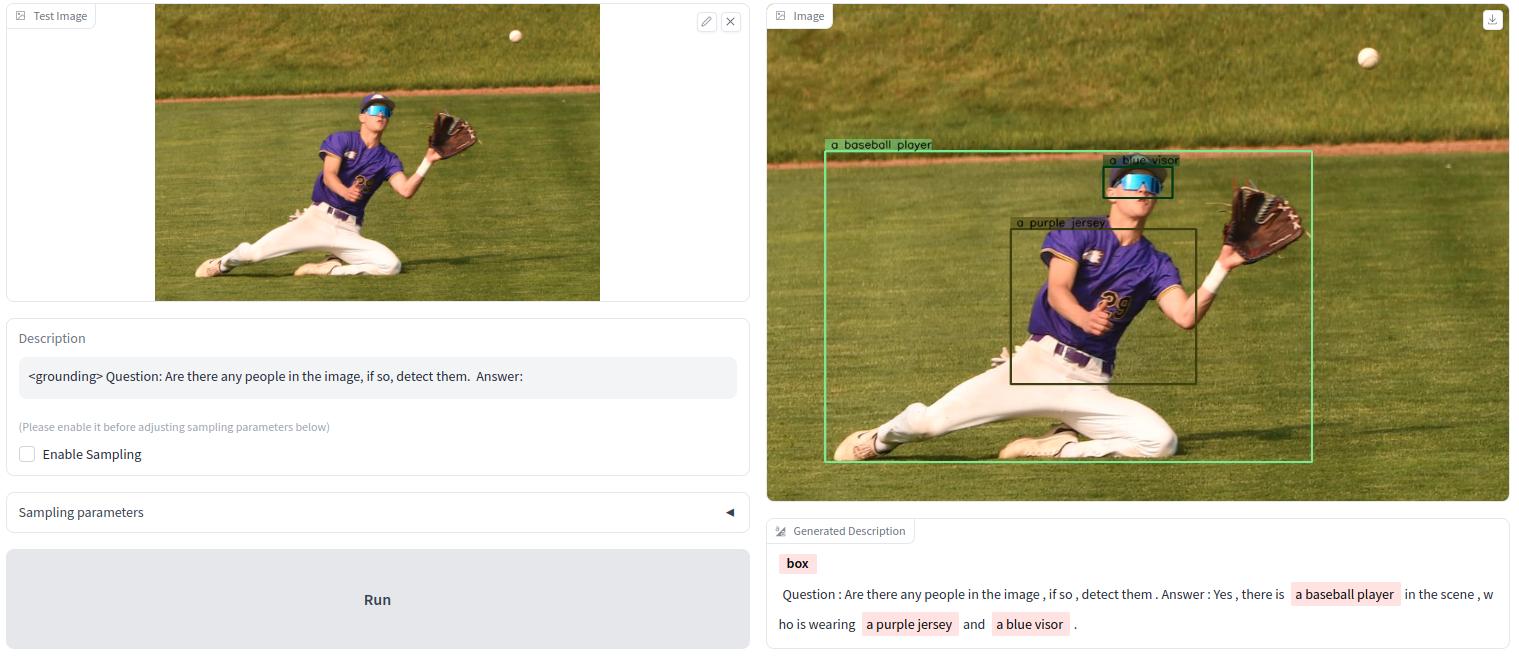 Test Image
Description
<grounding> Question: Are there any people in the image, if so, detect them.  Answer:
(Please enable it before adjusting sampling parameters below)
Enable Sampling
Sampling parameters
Run
Image
a baseball player
a blue visor
a purple jersey
29
Generated Description
box
Question : Are there any people in the image , if so , detect them . Answer : Yes , there is a baseball player in the scene , w
ho is wearing a purple jersey and a blue visor .